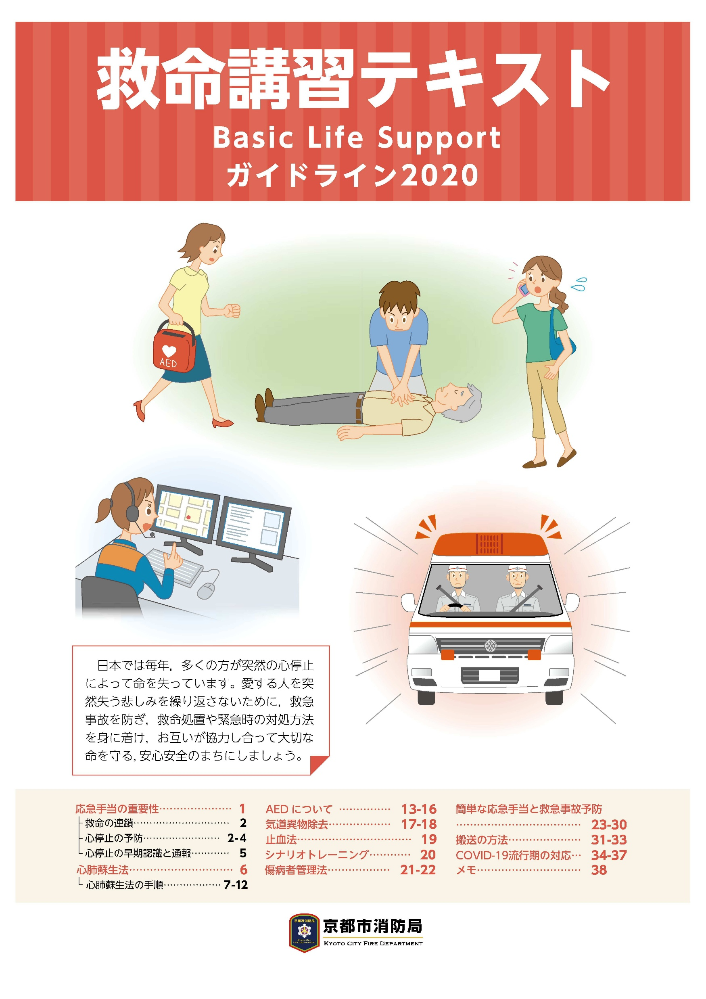 救命講習テキスト
Basic Life Support
ガイドライン2020
AED
日本では毎年，多くの方が突然の心停止
によって命を失っています。愛する人を突
然失う悲しみを繰り返さないために，救急
事故を防ぎ，救命処置や緊急時の対処方法
を身に着け，お互いが協力し合って大切な
命を守る，安心安全のまちにしましょう。
応急手当の重要性…………………… 1
救命の連鎖………………………… 2
心停止の予防…………………… 2-4
心停止の早期認識と通報………… 5
心肺蘇生法………………………… 6
心肺蘇生法の手順……………… 7-12
AED について …………… 13-16
気道異物除去……………… 17-18
止血法…………………………… 19
シナリオトレーニング………… 20
傷病者管理法……………… 21-22
簡単な応急手当と救急事故予防
……………………………… 23-30
搬送の方法………………… 31-33
COVID-19流行期の対応… 34-37
メモ………………………… 38
京都市消防局
KYOTO CITY FIRE DEPARTMENT
京都市消防局
KYOTO CITY
FIRE DEPARTMENT